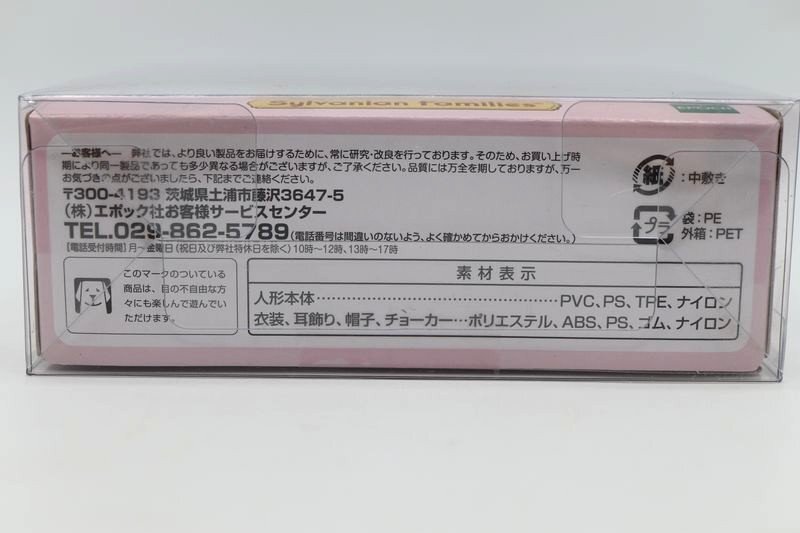 Sylvanian Families
EPOCH
―お客様へ― 弊社では、より良い製品をお届けするために、常に研究・改良を行っております。そのため、お買い上げ時
期により同一製品であっても多少異なる場合がございますが、ご了承ください。品質には万全を期しておりますが、万一
お気づきの点がございましたら、下記までご連絡ください。
〒300-4193 茨城県土浦市藤沢3647-5
(株)エポック社お客様サービスセンター
TEL.029-862-5789(電話番号は間違いのないよう、よく確かめてからおかけください。)
[電話受付時間]月〜金曜日(祝日及び弊社特休日を除く)10時〜12時、13時〜17時
紙 :中敷き
プラ 袋:PE
外箱:PET
このマークのついている
商品は、目の不自由な方
々にも楽しんで遊んでい
ただけます。
素材表示
人形本体……………………………………PVC、PS、TPE、ナイロン
衣装、耳飾り、帽子、チョーカー…ポリエステル、ABS、PS、ゴム、ナイロン